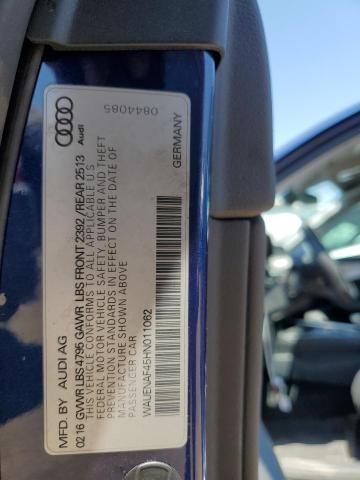 MFD. BY AUDI AG
02 16 GVWR LBS 4795 GAWR LBS FRONT 2392 / REAR 2513
THIS VEHICLE CONFORMS TO ALL APPLICABLE U S
FEDERAL MOTOR VEHICLE SAFETY, BUMPER AND THEFT
PREVENTION STANDARDS IN EFFECT ON THE DATE OF
MANUFACTURE SHOWN ABOVE
PASSENGER CAR
WAUENAF45HN011062
GERMANY
Audi
0844085